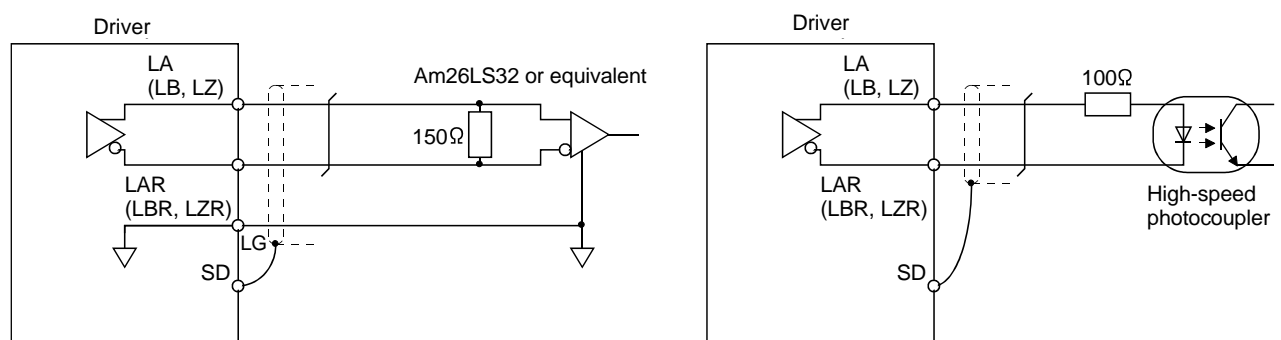 Driver
LA
(LB, LZ)
Am26LS32 or equivalent
150Ω
LAR
(LBR, LZR)
LG
SD
Driver
LA
(LB, LZ)
100Ω
LAR
(LBR, LZR)
High-speed
photocoupler
SD